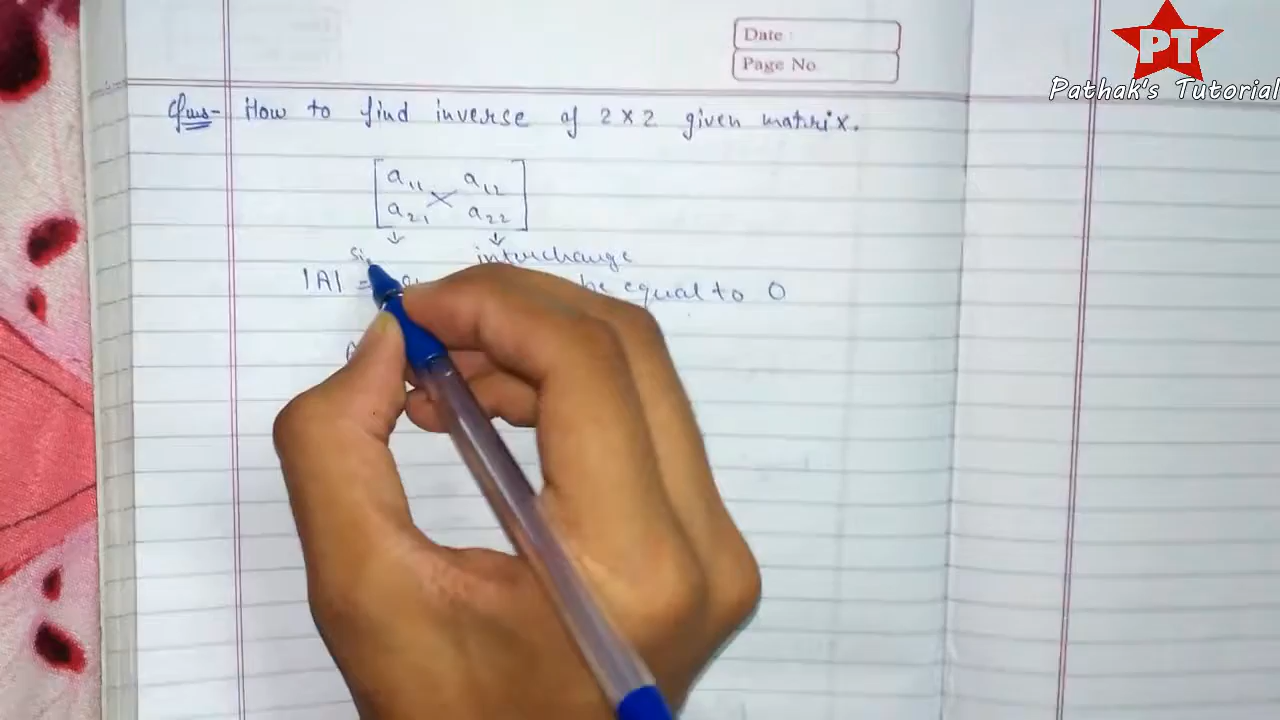 Date :
Page No
PT
Pathak's Tutorial
Ques- How to find inverse of 2 x 2 given matrix.
a11 a12
a21 a22
interchange
|A| = be equal to 0